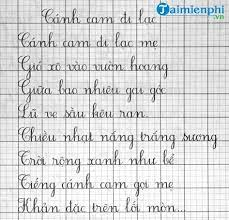 Taimienphi
.vn
Cánh cam đi lạc
Cánh cam đi lạc mẹ
Gió xô vào vườn hoang
Giữa bao nhiêu gai góc
Lũ ve sầu kêu ran.
Chiều nhạt nắng trắng sương
Trời rộng xanh như bể
Tiếng cánh cam gọi mẹ
Khản đặc trên lối mòn...